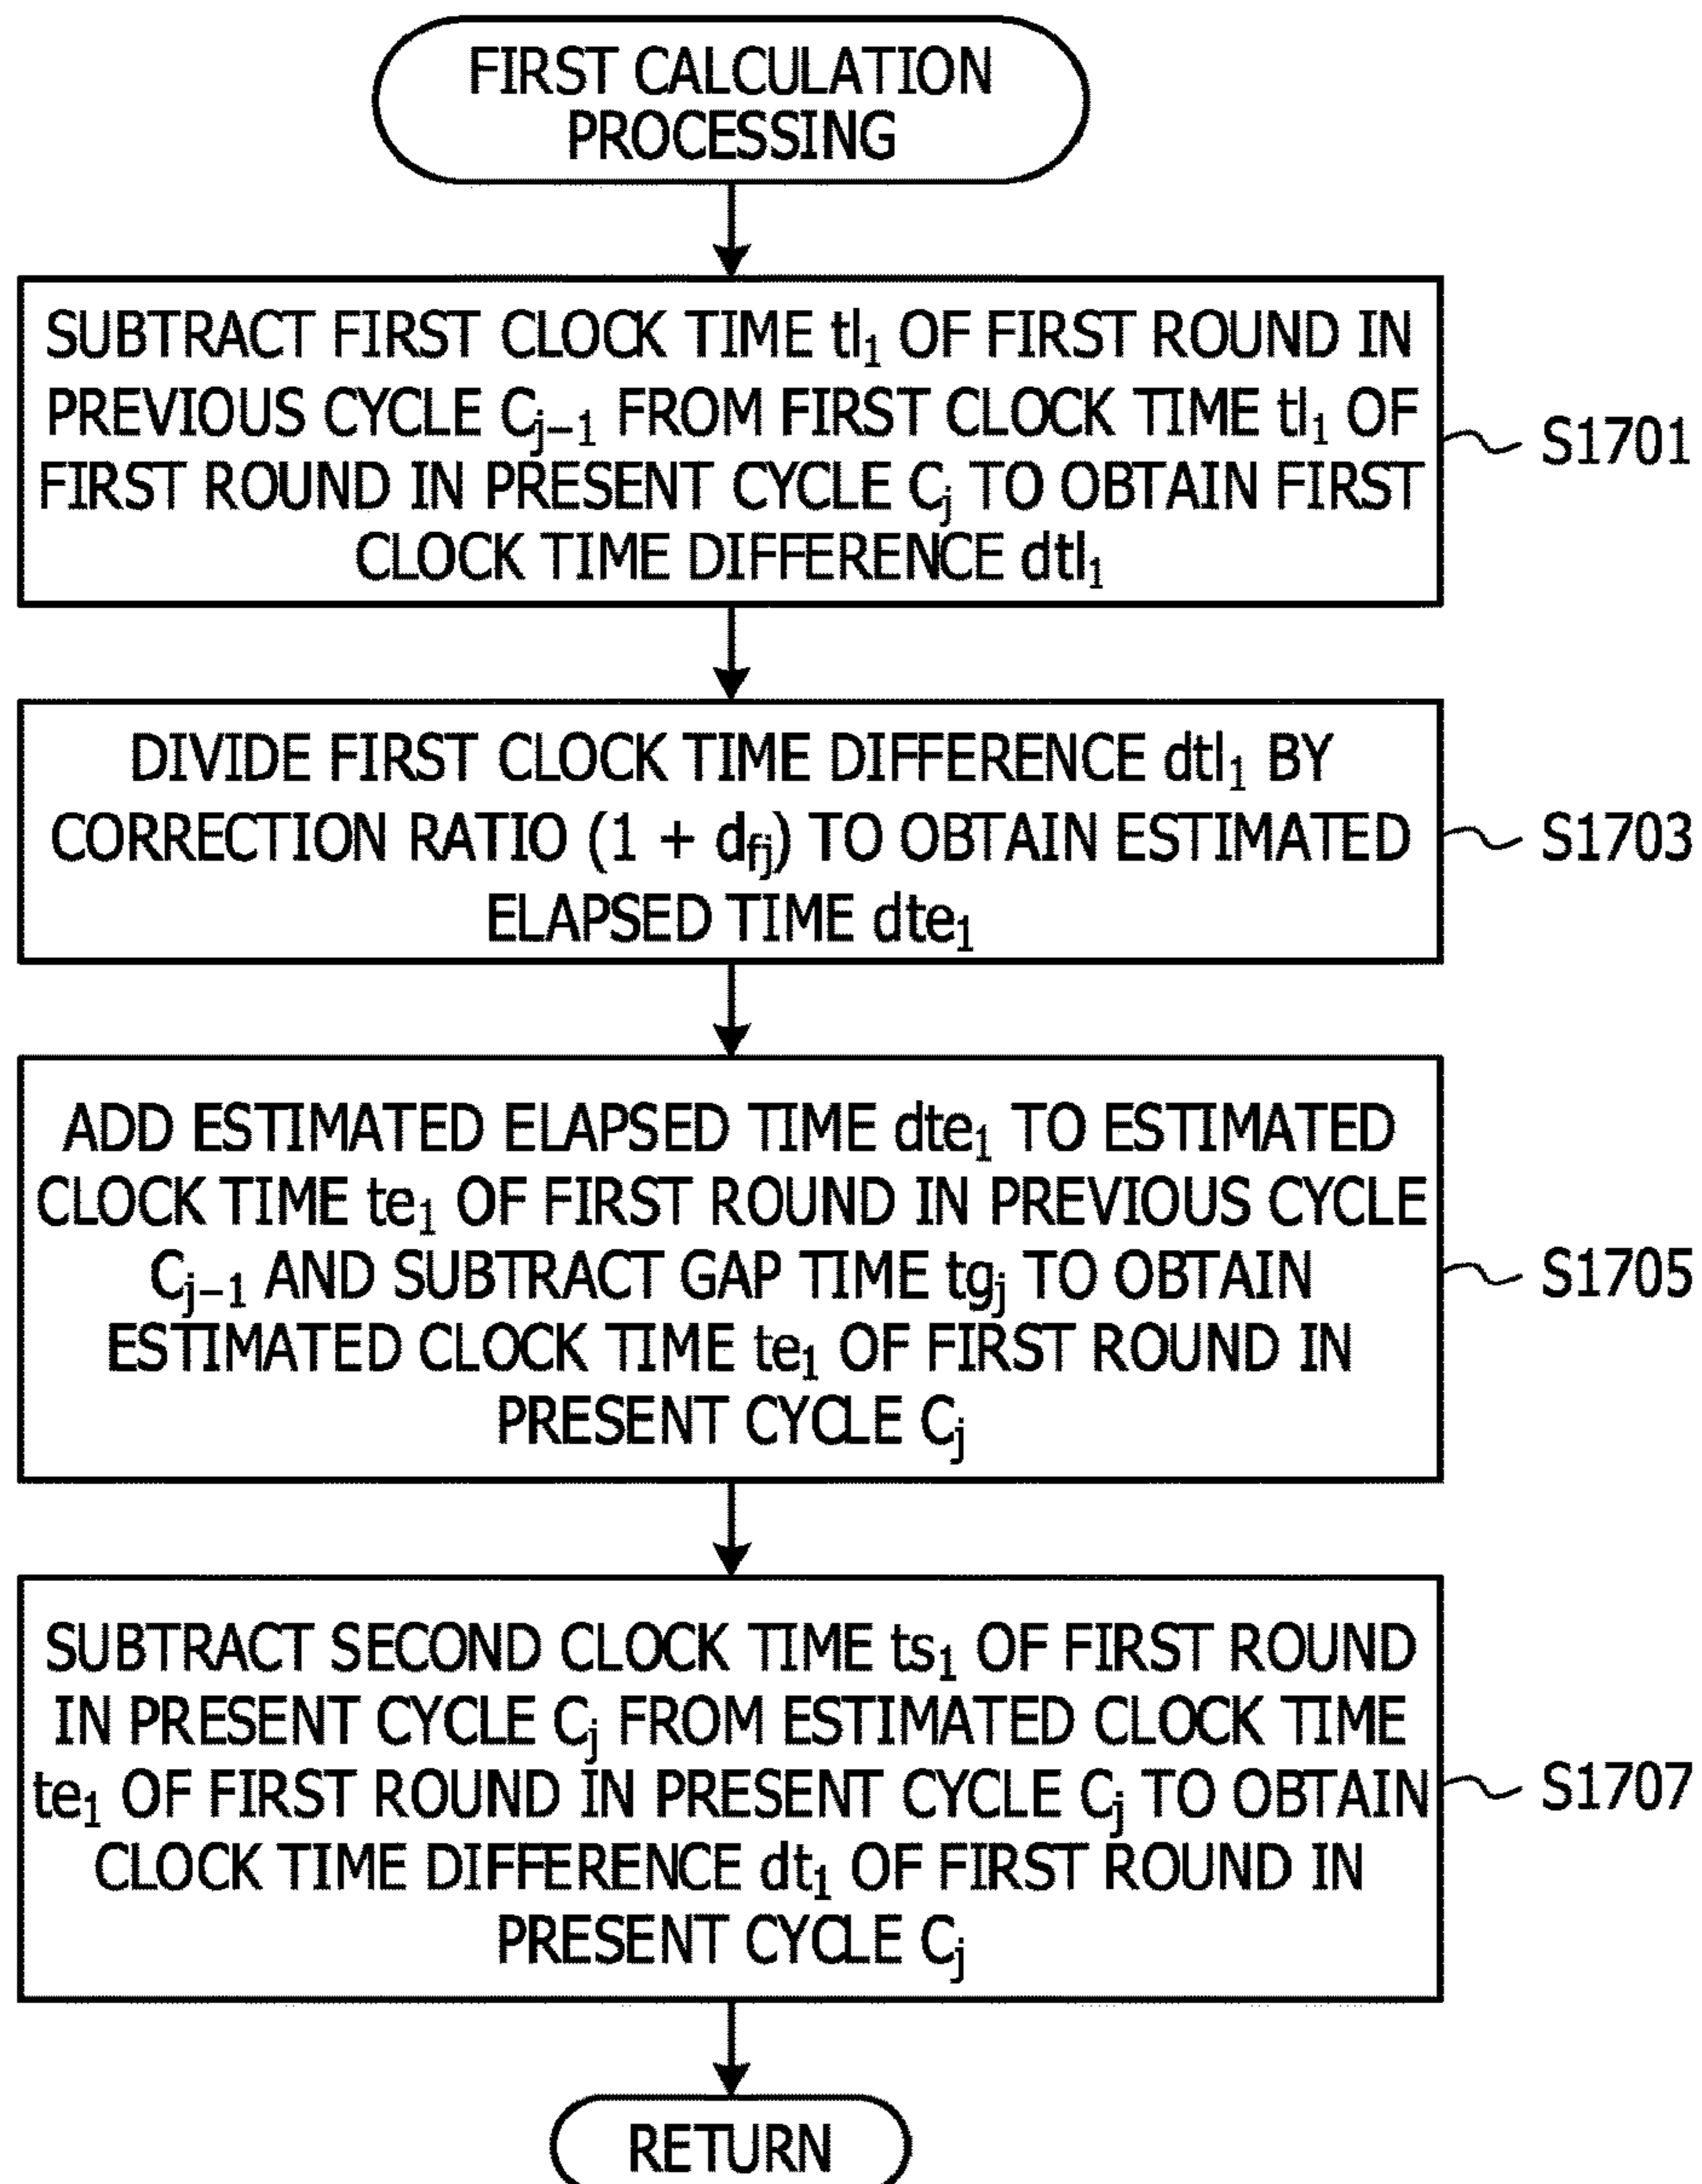 FIRST CALCULATION
PROCESSING
SUBTRACT FIRST CLOCK TIME tl₁ OF FIRST ROUND IN
PREVIOUS CYCLE Cⱼ₋₁ FROM FIRST CLOCK TIME tl₁ OF
FIRST ROUND IN PRESENT CYCLE Cⱼ TO OBTAIN FIRST
CLOCK TIME DIFFERENCE dtl₁
S1701
DIVIDE FIRST CLOCK TIME DIFFERENCE dtl₁ BY
CORRECTION RATIO (1 + d_fj) TO OBTAIN ESTIMATED
ELAPSED TIME dte₁
S1703
ADD ESTIMATED ELAPSED TIME dte₁ TO ESTIMATED
CLOCK TIME te₁ OF FIRST ROUND IN PREVIOUS CYCLE
Cⱼ₋₁ AND SUBTRACT GAP TIME tgⱼ TO OBTAIN
ESTIMATED CLOCK TIME te₁ OF FIRST ROUND IN
PRESENT CYCLE Cⱼ
S1705
SUBTRACT SECOND CLOCK TIME ts₁ OF FIRST ROUND
IN PRESENT CYCLE Cⱼ FROM ESTIMATED CLOCK TIME
te₁ OF FIRST ROUND IN PRESENT CYCLE Cⱼ TO OBTAIN
CLOCK TIME DIFFERENCE dt₁ OF FIRST ROUND IN
PRESENT CYCLE Cⱼ
S1707
RETURN